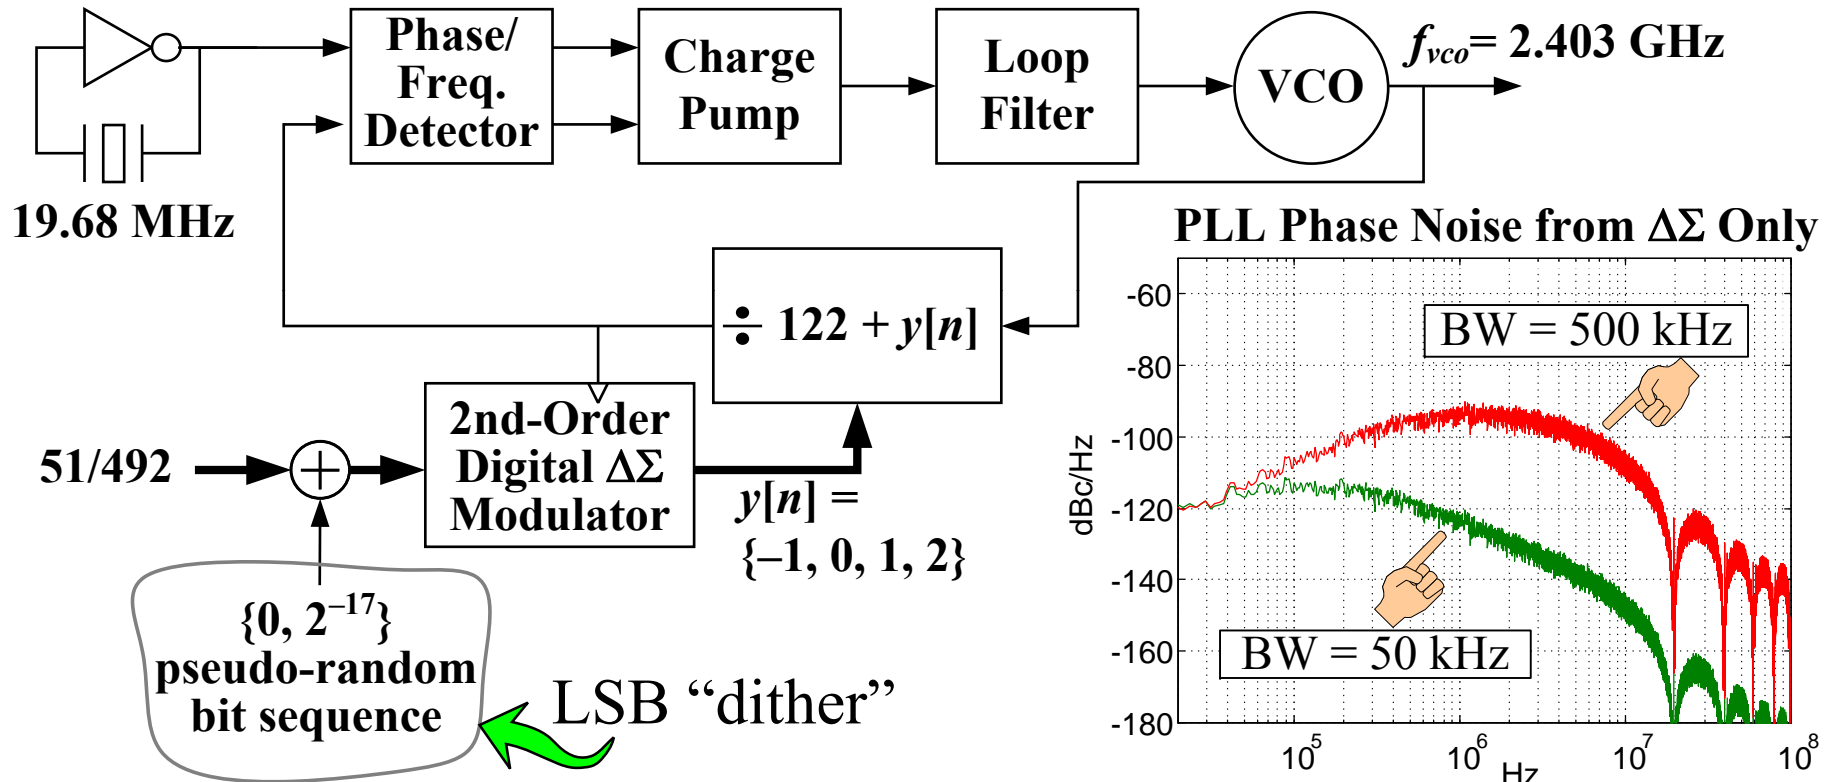 Phase/
Freq.
Detector
Charge
Pump
Loop
Filter
VCO
f_vco = 2.403 GHz
19.68 MHz
÷ 122 + y[n]
51/492
+
2nd-Order
Digital ΔΣ
Modulator
y[n] =
{–1, 0, 1, 2}
{0, 2^–17}
pseudo-random
bit sequence
LSB “dither”
PLL Phase Noise from ΔΣ Only
BW = 500 kHz
BW = 50 kHz
dBc/Hz
-60
-80
-100
-120
-140
-160
-180
10^5
10^6
10^7
10^8
Hz